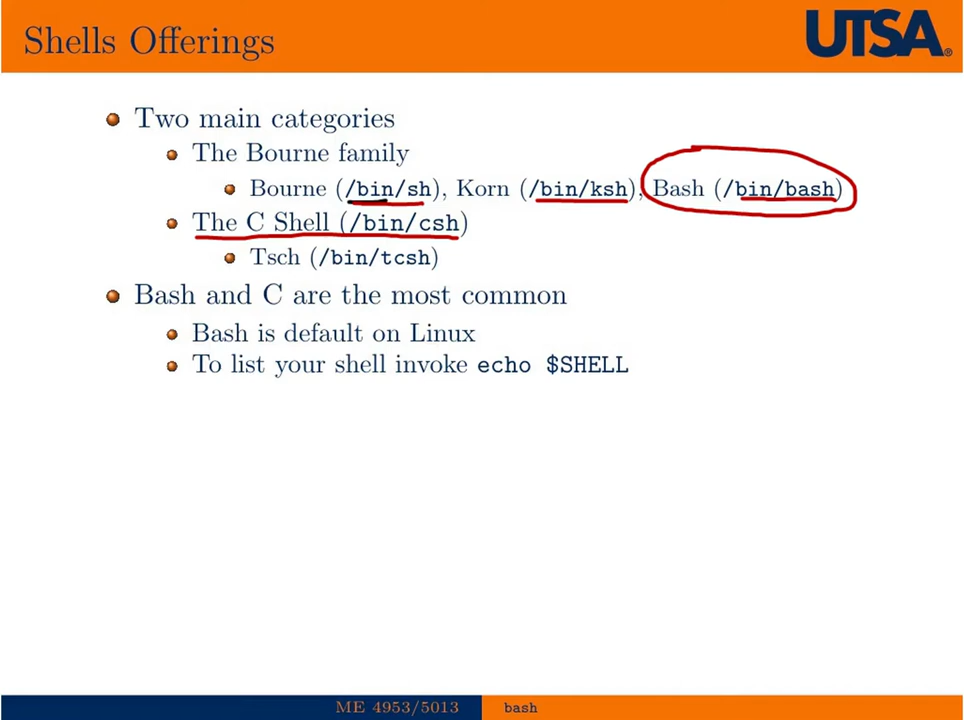 Shells Offerings
UTSA®
Two main categories
The Bourne family
Bourne (/bin/sh), Korn (/bin/ksh), Bash (/bin/bash)
The C Shell (/bin/csh)
Tsch (/bin/tcsh)
Bash and C are the most common
Bash is default on Linux
To list your shell invoke echo $SHELL
ME 4953/5013
bash